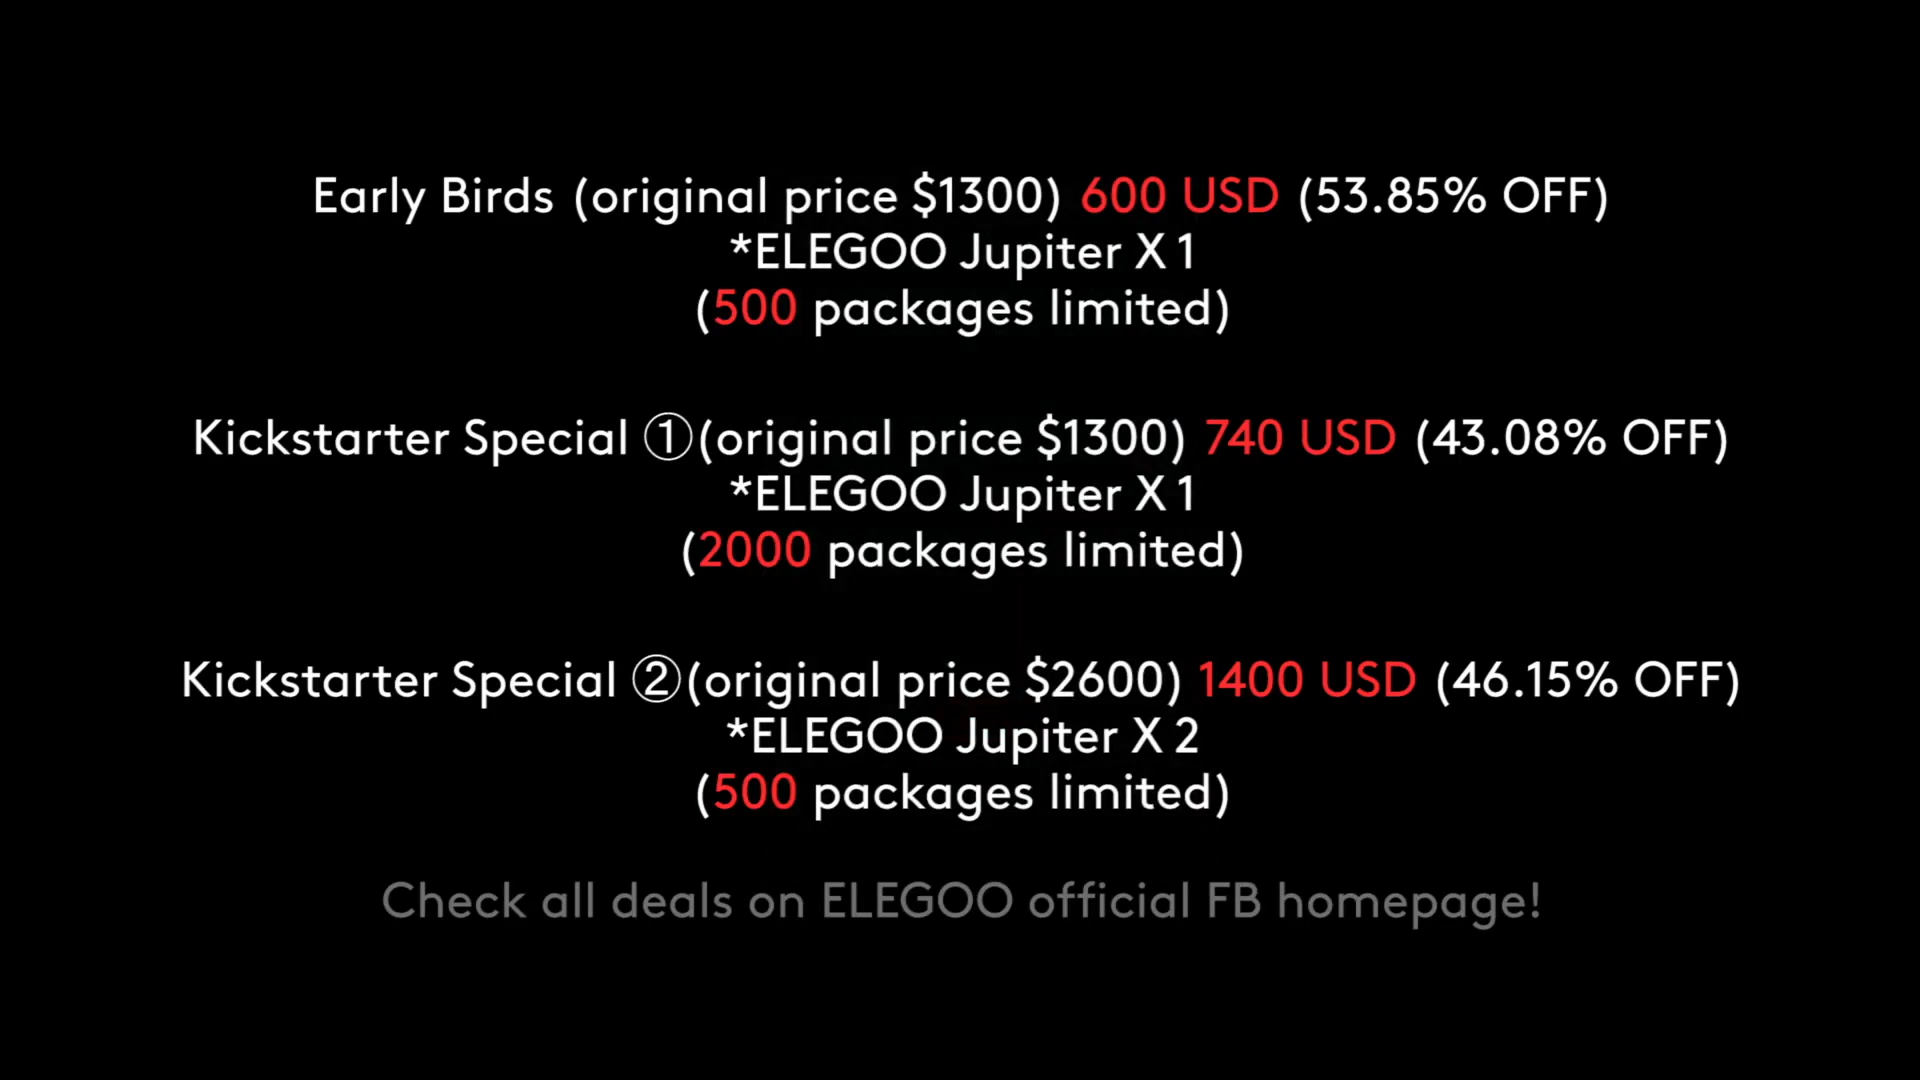 Early Birds (original price $1300) 600 USD (53.85% OFF)
*ELEGOO Jupiter X 1
(500 packages limited)
Kickstarter Special ①(original price $1300) 740 USD (43.08% OFF)
*ELEGOO Jupiter X 1
(2000 packages limited)
Kickstarter Special ②(original price $2600) 1400 USD (46.15% OFF)
*ELEGOO Jupiter X 2
(500 packages limited)
Check all deals on ELEGOO official FB homepage!